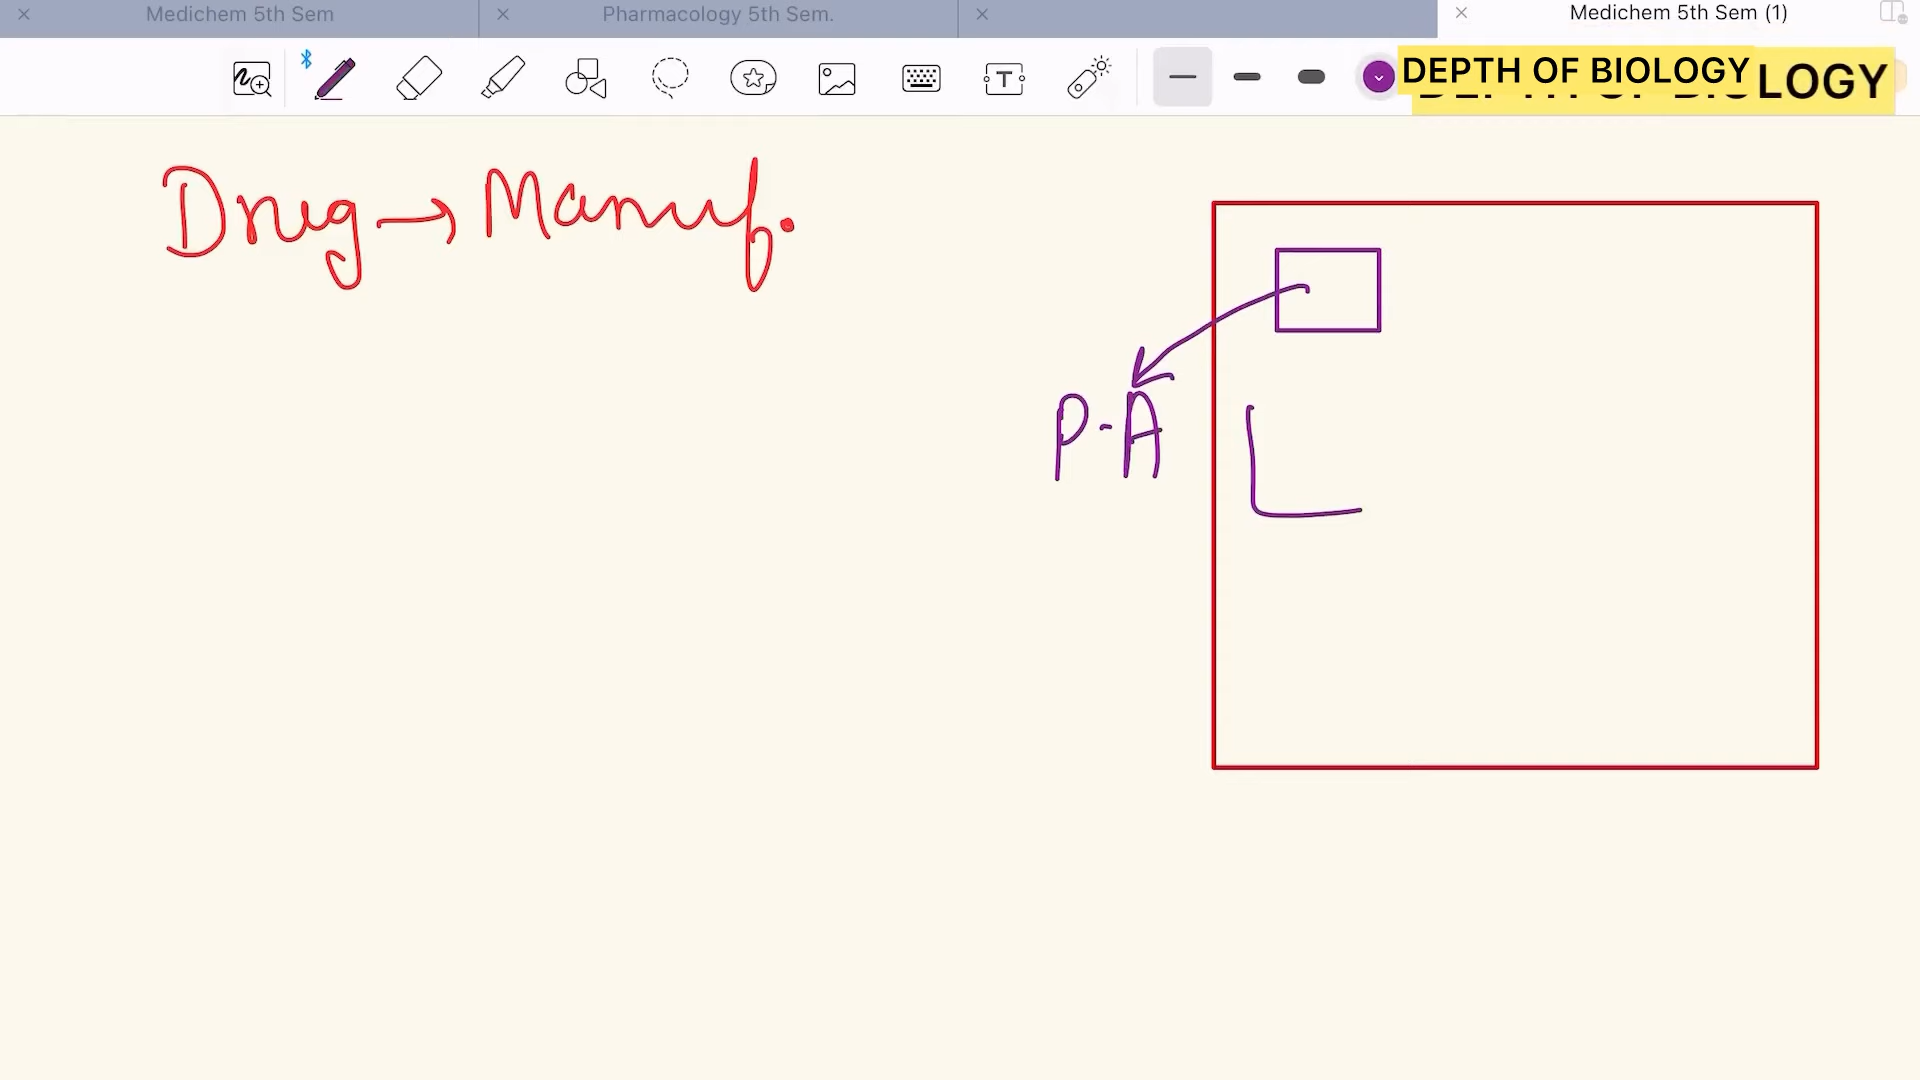 Medichem 5th Sem
Pharmacology 5th Sem.
Medichem 5th Sem (1)
DEPTH OF BIOLOGY
LOGY
Drug → Manuf.
P-A